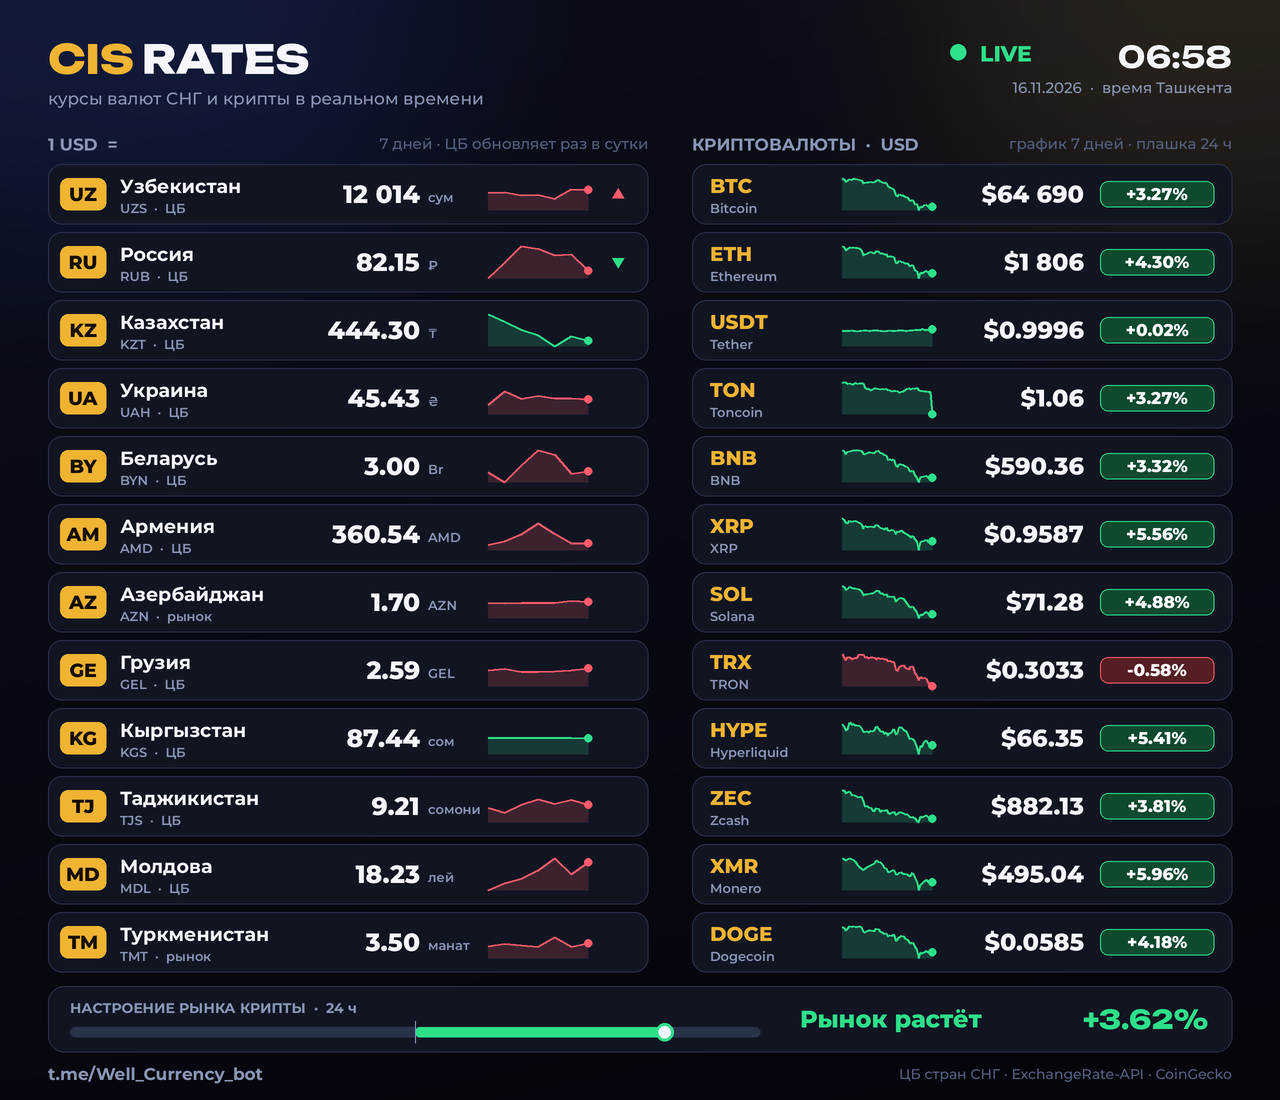 CIS RATES
курсы валют СНГ и крипты в реальном времени
LIVE
06:58
16.11.2026 · время Ташкента
1 USD =
7 дней · ЦБ обновляет раз в сутки
UZ Узбекистан 12 014 сум
UZS · ЦБ
RU Россия 82.15 ₽
RUB · ЦБ
KZ Казахстан 444.30 ₸
KZT · ЦБ
UA Украина 45.43 ₴
UAH · ЦБ
BY Беларусь 3.00 Br
BYN · ЦБ
AM Армения 360.54 AMD
AMD · ЦБ
AZ Азербайджан 1.70 AZN
AZN · рынок
GE Грузия 2.59 GEL
GEL · ЦБ
KG Кыргызстан 87.44 сом
KGS · ЦБ
TJ Таджикистан 9.21 сомони
TJS · ЦБ
MD Молдова 18.23 лей
MDL · ЦБ
TM Туркменистан 3.50 манат
TMT · рынок
КРИПТОВАЛЮТЫ · USD
график 7 дней · плашка 24 ч
BTC $64 690 +3.27%
Bitcoin
ETH $1 806 +4.30%
Ethereum
USDT $0.9996 +0.02%
Tether
TON $1.06 +3.27%
Toncoin
BNB $590.36 +3.32%
BNB
XRP $0.9587 +5.56%
XRP
SOL $71.28 +4.88%
Solana
TRX $0.3033 -0.58%
TRON
HYPE $66.35 +5.41%
Hyperliquid
ZEC $882.13 +3.81%
Zcash
XMR $495.04 +5.96%
Monero
DOGE $0.0585 +4.18%
Dogecoin
НАСТРОЕНИЕ РЫНКА КРИПТЫ · 24 ч
Рынок растёт +3.62%
t.me/Well_Currency_bot
ЦБ стран СНГ · ExchangeRate-API · CoinGecko